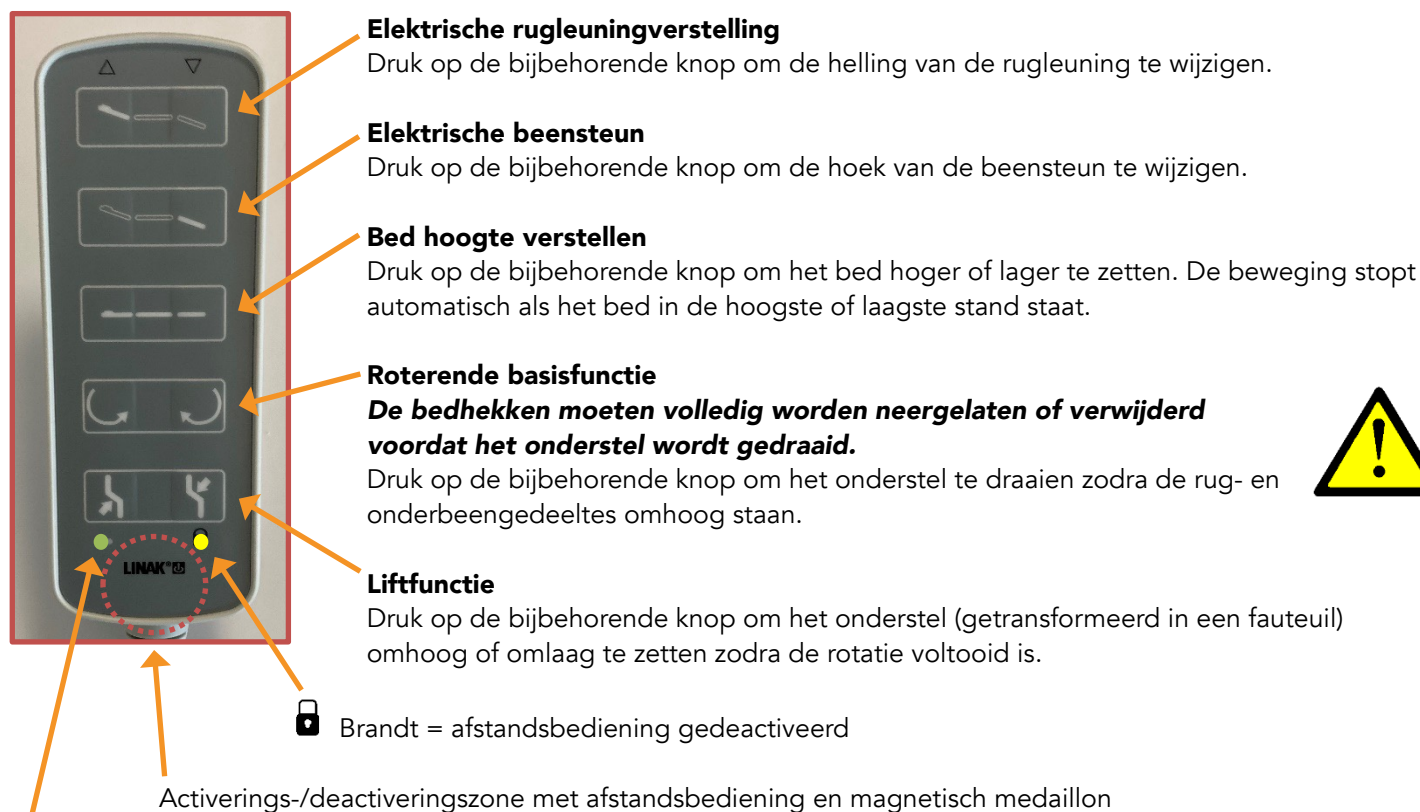 Elektrische rugleuningverstelling
Druk op de bijbehorende knop om de helling van de rugleuning te wijzigen.
Elektrische beensteun
Druk op de bijbehorende knop om de hoek van de beensteun te wijzigen.
Bed hoogte verstellen
Druk op de bijbehorende knop om het bed hoger of lager te zetten. De beweging stopt
automatisch als het bed in de hoogste of laagste stand staat.
Roterende basisfunctie
De bedhekken moeten volledig worden neergelaten of verwijderd
voordat het onderstel wordt gedraaid.
Druk op de bijbehorende knop om het onderstel te draaien zodra de rug- en
onderbeengedeeltes omhoog staan.
Liftfunctie
Druk op de bijbehorende knop om het onderstel (getransformeerd in een fauteuil)
omhoog of omlaag te zetten zodra de rotatie voltooid is.
LINAK®
Brandt = afstandsbediening gedeactiveerd
Activerings-/deactiveringszone met afstandsbediening en magnetisch medaillon